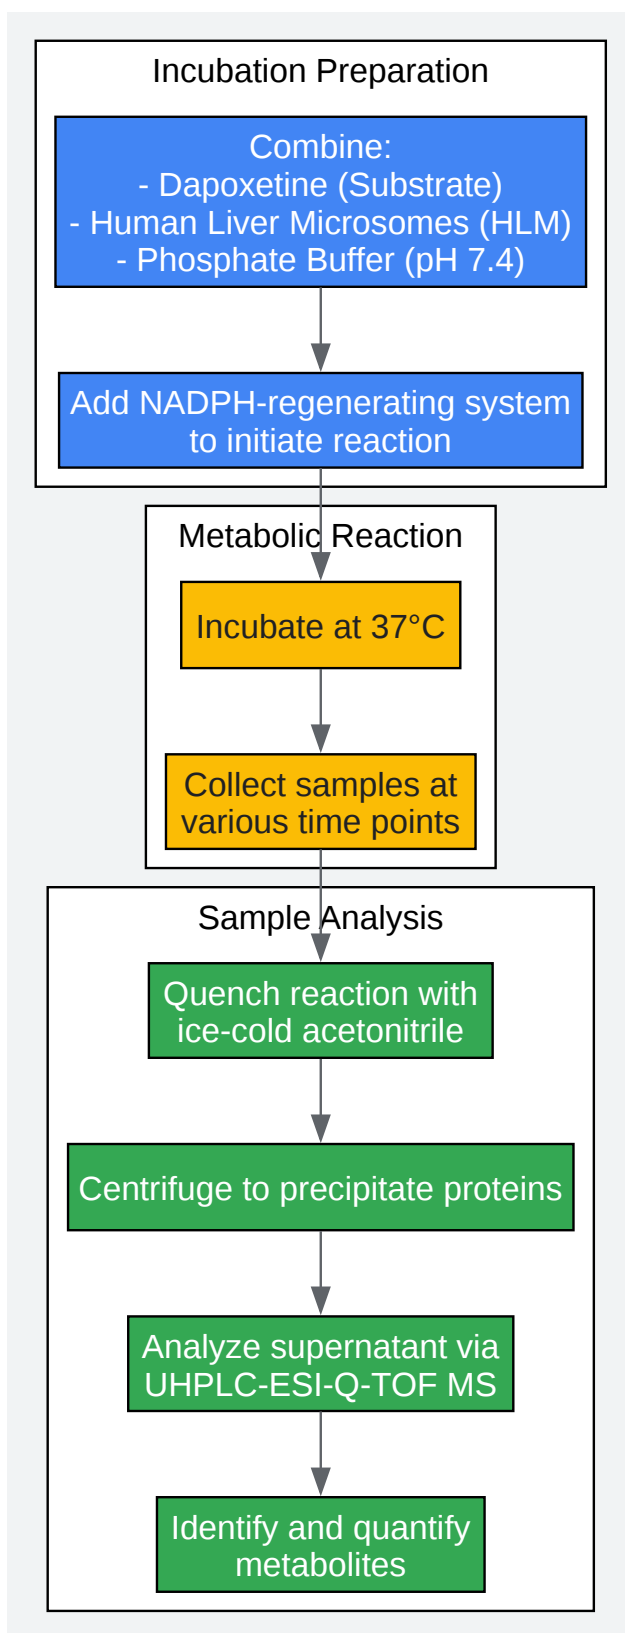 Incubation Preparation
Combine:
- Dapoxetine (Substrate)
- Human Liver Microsomes (HLM)
- Phosphate Buffer (pH 7.4)
Add NADPH-regenerating system
to initiate reaction
Metabolic Reaction
Incubate at 37°C
Collect samples at
various time points
Sample Analysis
Quench reaction with
ice-cold acetonitrile
Centrifuge to precipitate proteins
Analyze supernatant via
UHPLC-ESI-Q-TOF MS
Identify and quantify
metabolites